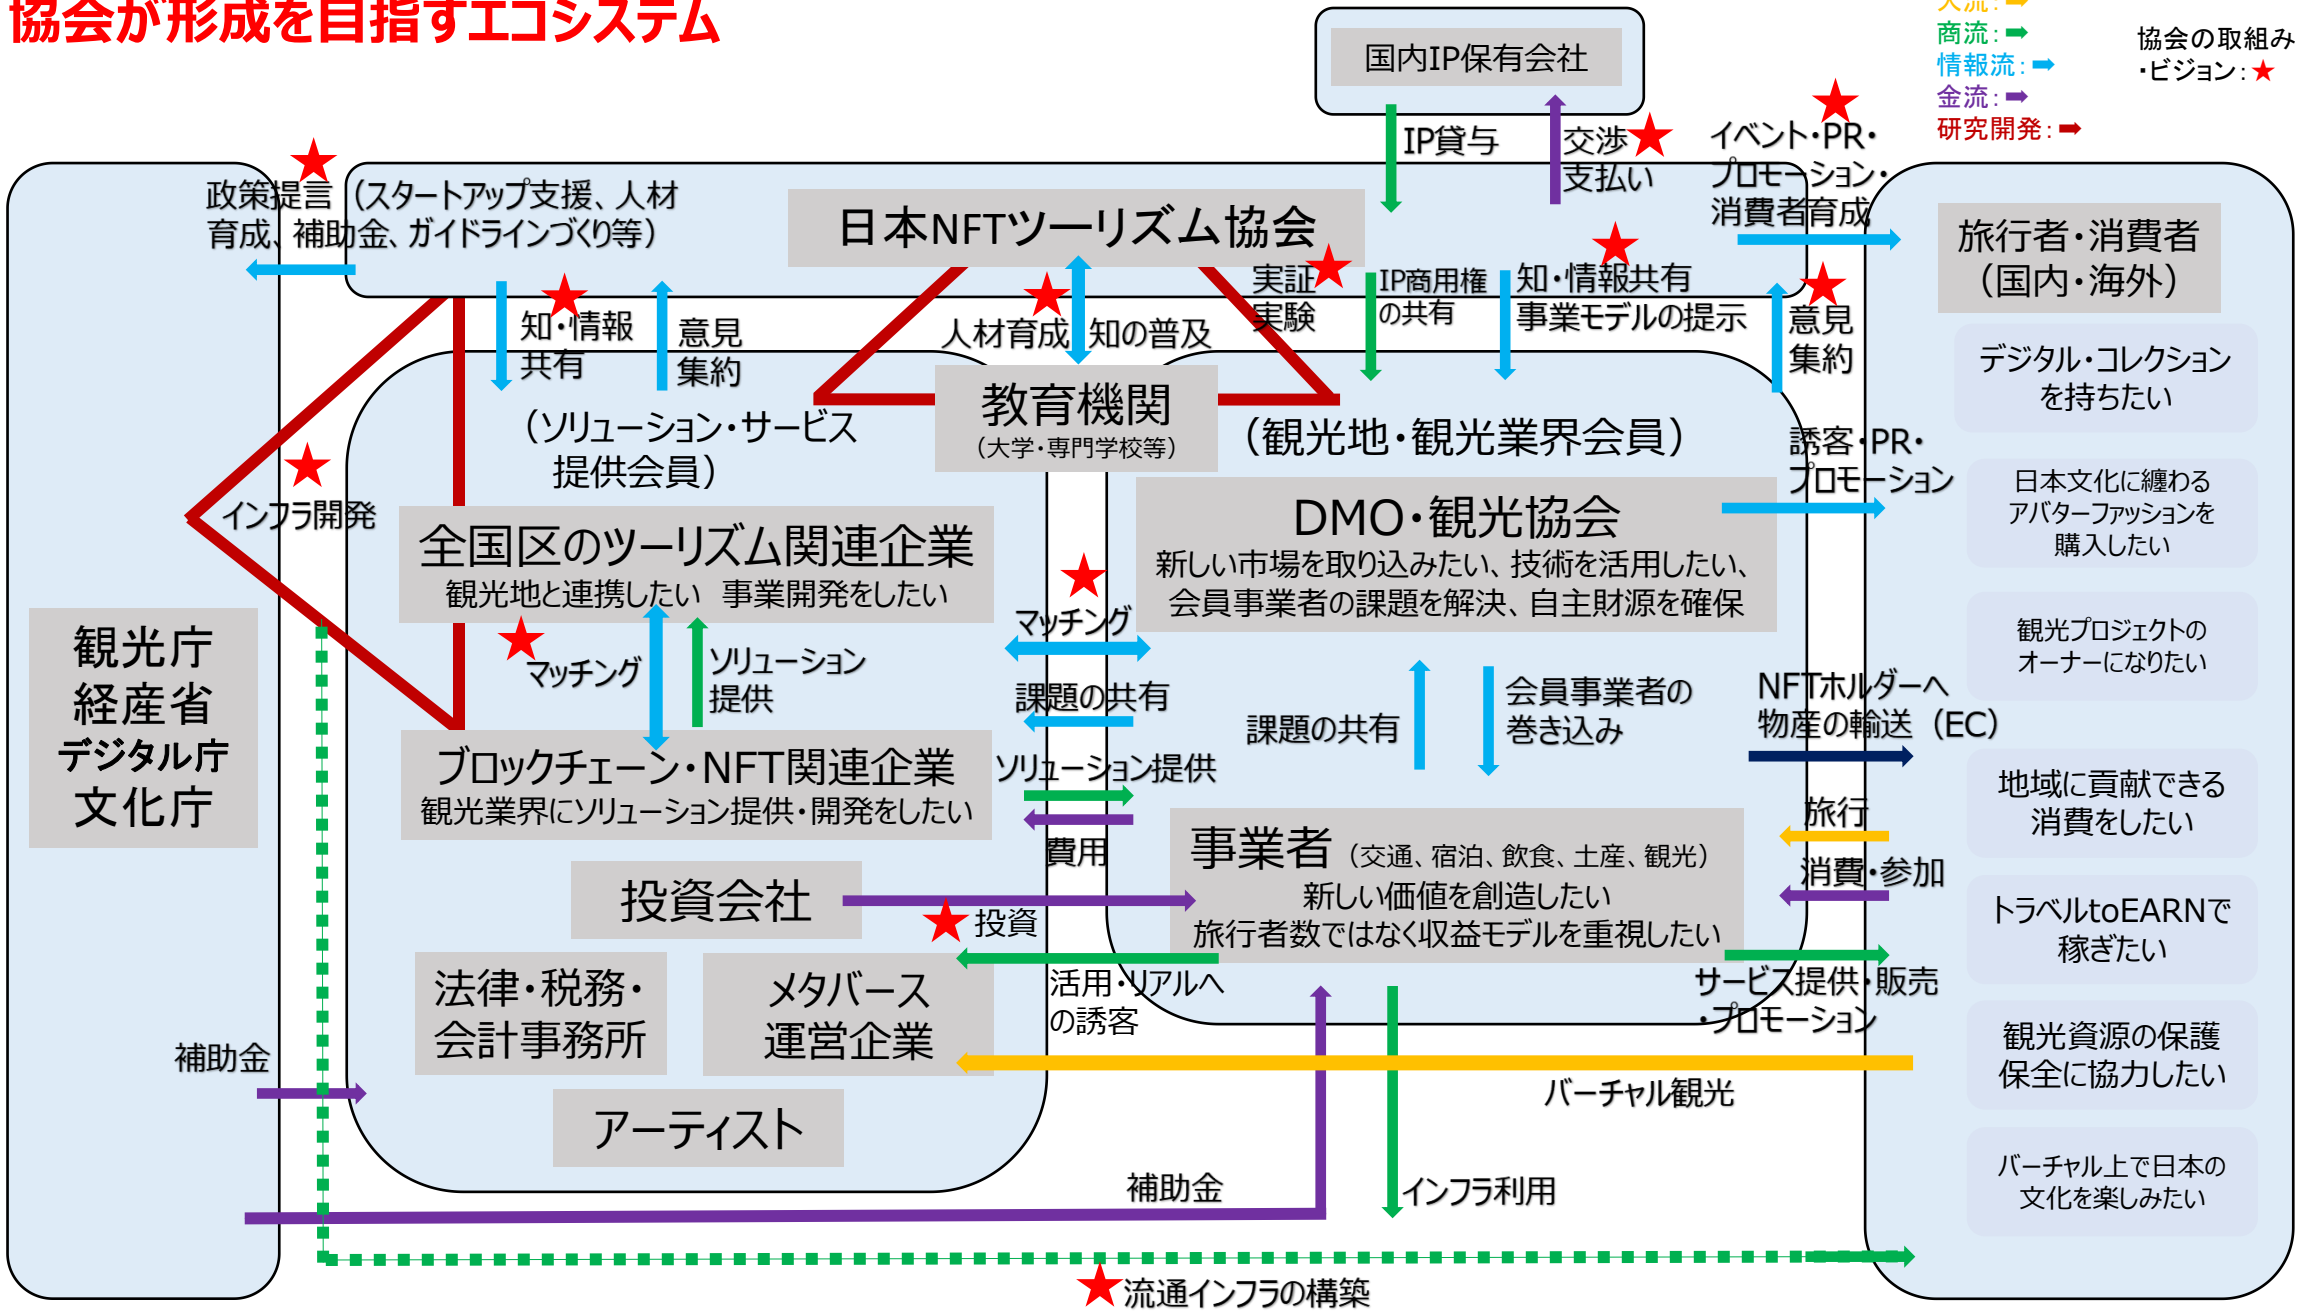 協会が形成を目指すエコシステム
人流：
商流：
情報流：
金流：
研究開発：
協会の取組み
・ビジョン：
国内IP保有会社
IP貸与
交渉
支払い
イベント・PR・
プロモーション・
消費者育成
政策提言（スタートアップ支援、人材
育成、補助金、ガイドラインづくり等）
日本NFTツーリズム協会
知・情報
共有
意見
集約
人材育成
知の普及
実証
実験
IP商用権
の共有
知・情報共有
事業モデルの提示
意見
集約
旅行者・消費者
（国内・海外）
デジタル・コレクション
を持ちたい
日本文化に纏わる
アバターファッションを
購入したい
観光プロジェクトの
オーナーになりたい
地域に貢献できる
消費をしたい
トラベルtoEARNで
稼ぎたい
観光資源の保護
保全に協力したい
バーチャル上で日本の
文化を楽しみたい
教育機関
（大学・専門学校等）
（ソリューション・サービス
提供会員）
（観光地・観光業界会員）
誘客・PR・
プロモーション
インフラ開発
全国区のツーリズム関連企業
観光地と連携したい　事業開発をしたい
DMO・観光協会
新しい市場を取り込みたい、技術を活用したい、
会員事業者の課題を解決、自主財源を確保
観光庁
経産省
デジタル庁
文化庁
マッチング
ソリューション
提供
マッチング
課題の共有
ソリューション提供
費用
課題の共有
会員事業者の
巻き込み
NFTホルダーへ
物産の輸送（EC）
旅行
消費・参加
ブロックチェーン・NFT関連企業
観光業界にソリューション提供・開発をしたい
事業者（交通、宿泊、飲食、土産、観光）
新しい価値を創造したい
旅行者数ではなく収益モデルを重視したい
投資会社
投資
法律・税務・
会計事務所
メタバース
運営企業
アーティスト
活用・リアルへ
の誘客
サービス提供・販売
・プロモーション
バーチャル観光
補助金
補助金
インフラ利用
流通インフラの構築